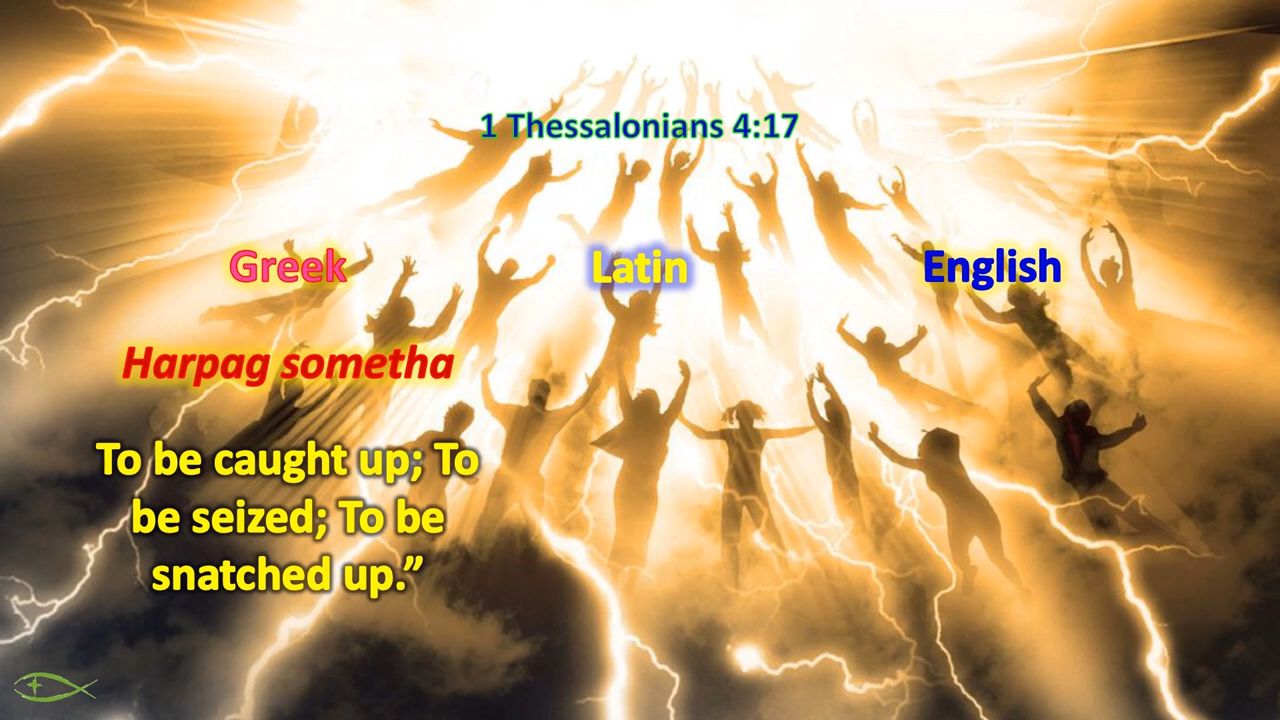 1 Thessalonians 4:17
Greek
Latin
English
Harpag sometha
To be caught up; To
be seized; To be
snatched up.”